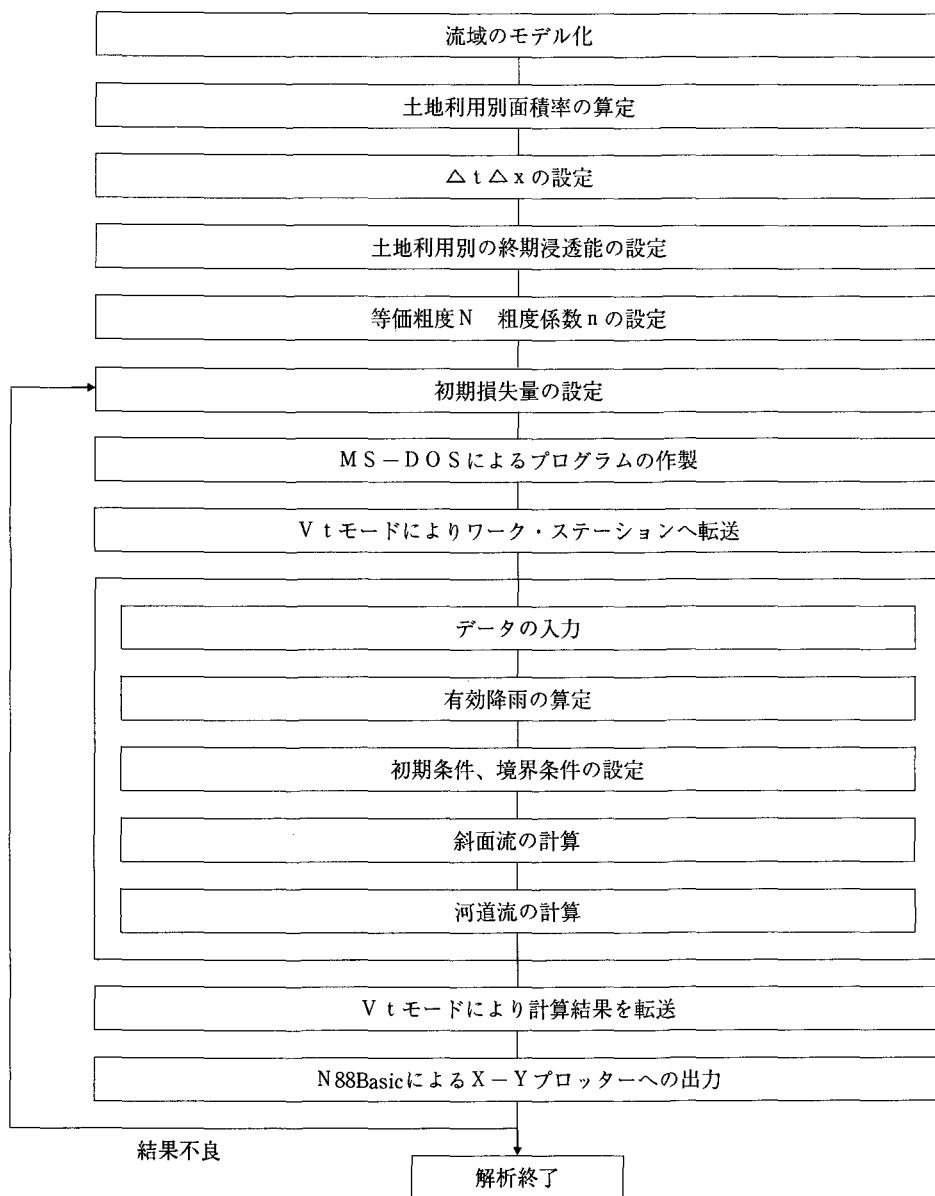 流域のモデル化
土地利用別面積率の算定
△t△xの設定
土地利用別の終期浸透能の設定
等価粗度N　粗度係数nの設定
初期損失量の設定
MS－DOSによるプログラムの作製
Vtモードによりワーク・ステーションへ転送
データの入力
有効降雨の算定
初期条件、境界条件の設定
斜面流の計算
河道流の計算
Vtモードにより計算結果を転送
N88BasicによるX－Yプロッターへの出力
結果不良
解析終了